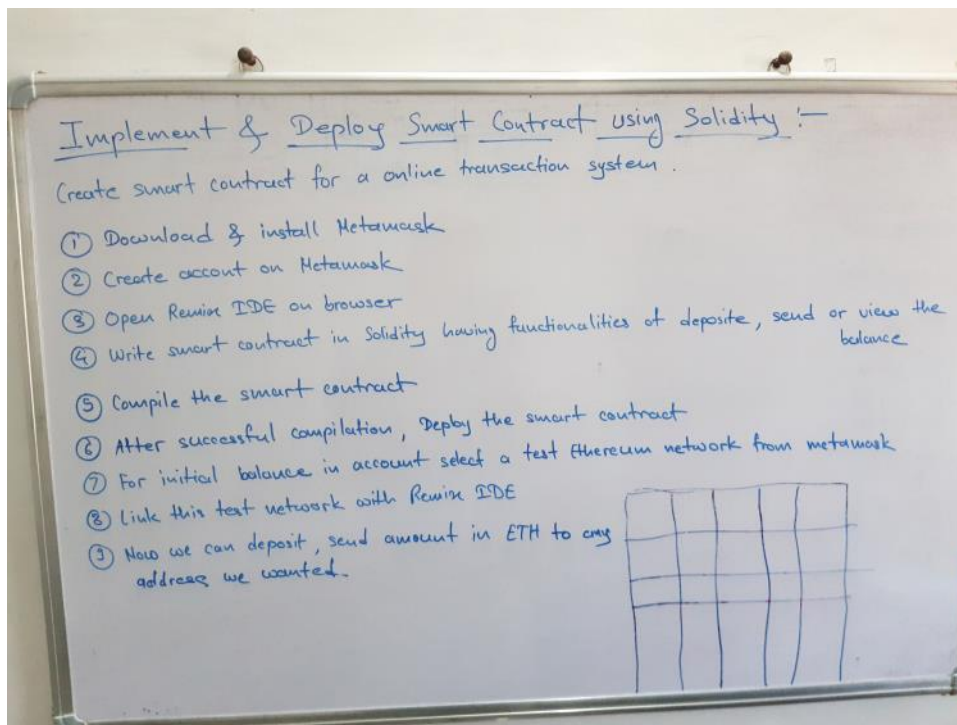 Implement & Deploy Smart Contract using Solidity :-
Create smart contract for a online transaction system .
① Download & install Metamask
② Create accout on Metamask
③ Open Remix IDE on browser
④ Write smart contract in Solidity having functionalities of deposite, send or view the
balance
⑤ Compile the smart contract
⑥ After successful compilation, Deploy the smart contract
⑦ For initial balance in account select a test Ethereum network from metamask
⑧ Link this test network with Remix IDE
⑨ Now we can deposit, send amount in ETH to any
address we wanted.